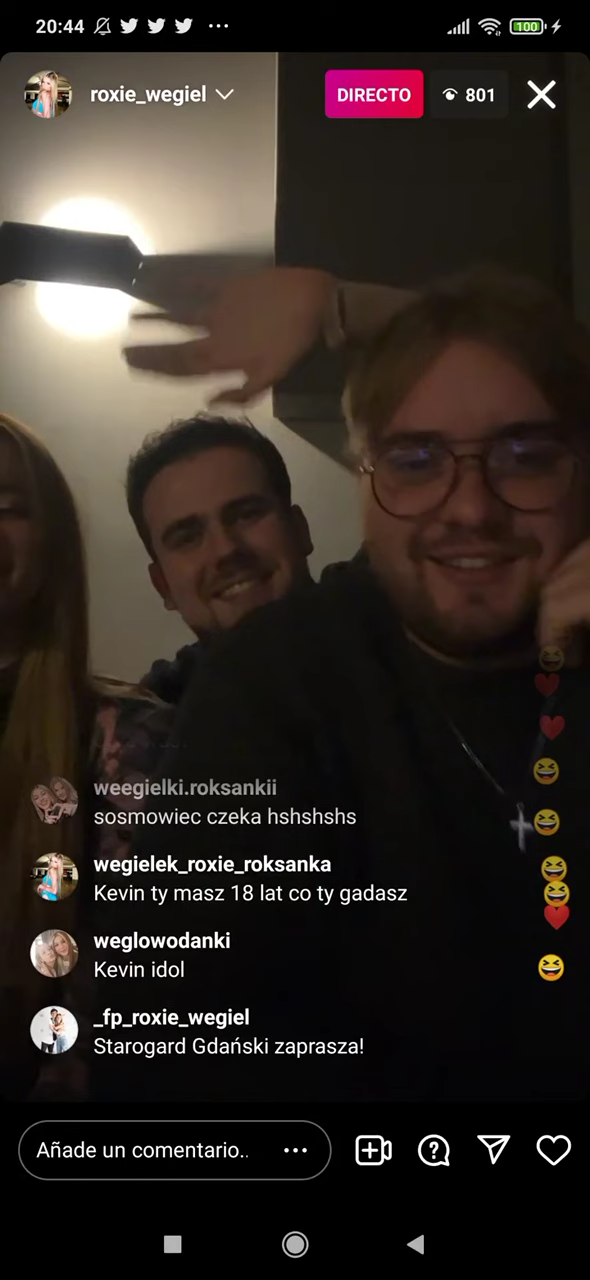 20:44
100
roxie_wegiel
DIRECTO
801
weegielki.roksankii
sosmowiec czeka hshshshs
wegielek_roxie_roksanka
Kevin ty masz 18 lat co ty gadasz
weglowodanki
Kevin idol
_fp_roxie_wegiel
Starogard Gdański zaprasza!
Añade un comentario..